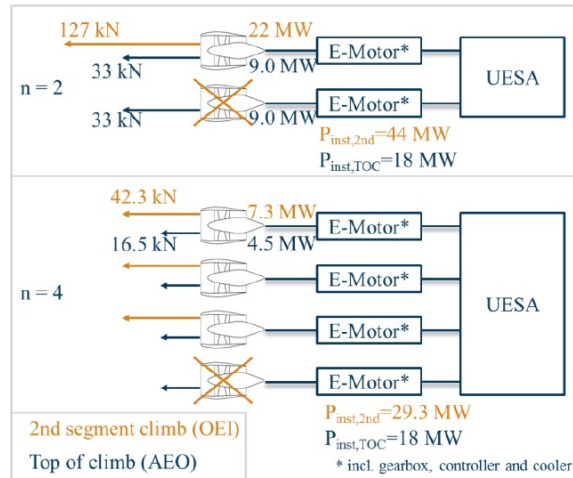 127 kN
22 MW
E-Motor*
UESA
33 kN
9.0 MW
n = 2
E-Motor*
33 kN
9.0 MW
P_inst,2nd=44 MW
P_inst,TOC=18 MW
42.3 kN
7.3 MW
E-Motor*
16.5 kN
4.5 MW
E-Motor*
UESA
n = 4
E-Motor*
E-Motor*
P_inst,2nd=29.3 MW
2nd segment climb (OEI)
P_inst,TOC=18 MW
Top of climb (AEO)
* incl. gearbox, controller and cooler